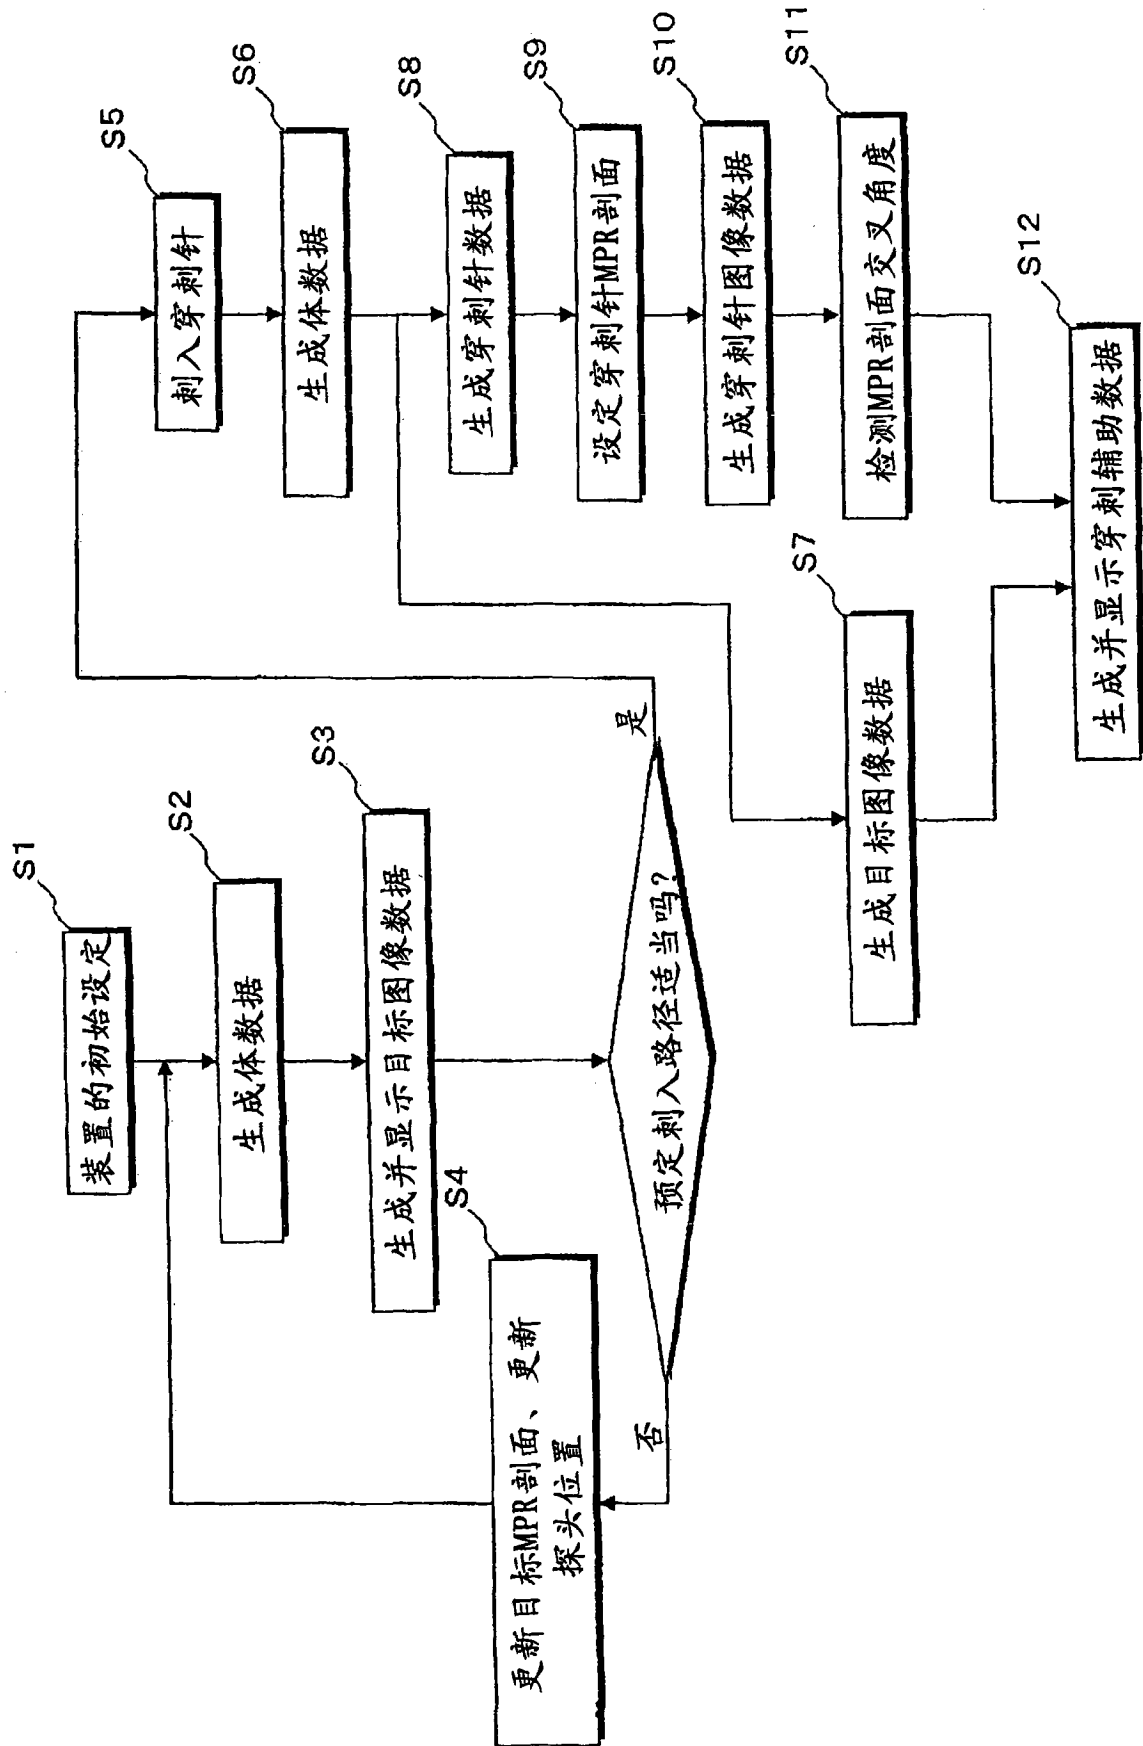 S1
装置的初始设定
S2
生成体数据
S3
生成并显示目标图像数据
预定刺入路径适当吗?
否
是
S4
更新目标MPR剖面、更新
探头位置
S5
刺入穿刺针
S6
生成体数据
S7
生成目标图像数据
S8
生成穿刺针数据
S9
设定穿刺针MPR剖面
S10
生成穿刺针图像数据
S11
检测MPR剖面交叉角度
S12
生成并显示穿刺辅助数据